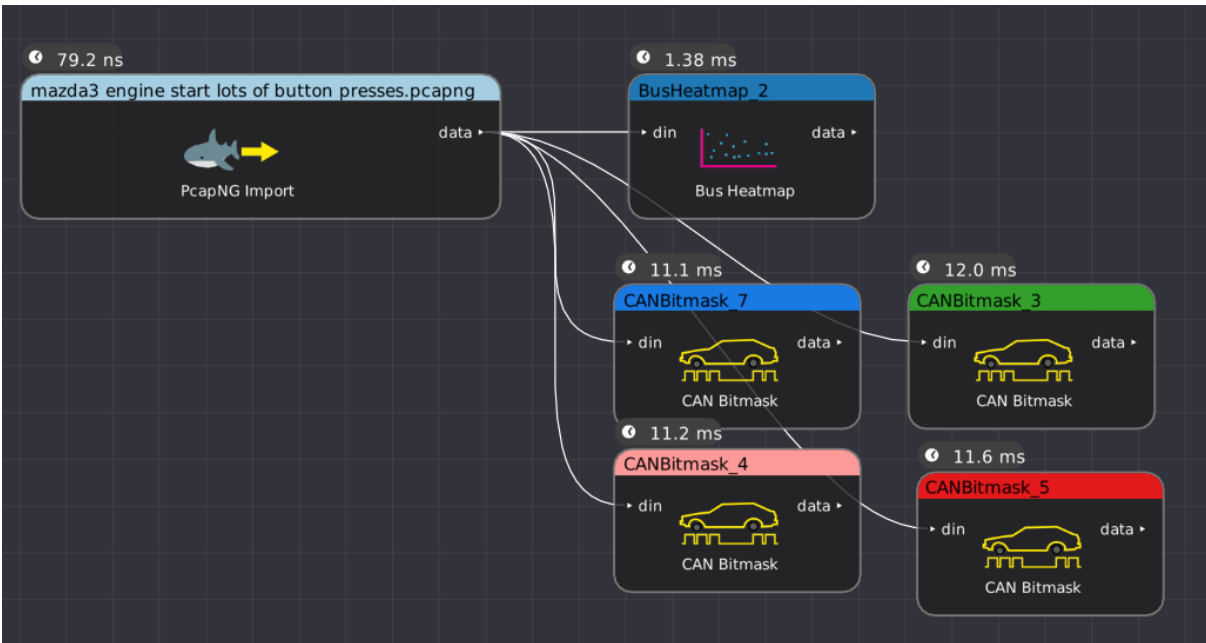 79.2 ns
mazda3 engine start lots of button presses.pcapng
data
PcapNG Import
1.38 ms
BusHeatmap_2
din
data
Bus Heatmap
11.1 ms
CANBitmask_7
din
data
CAN Bitmask
12.0 ms
CANBitmask_3
din
data
CAN Bitmask
11.2 ms
CANBitmask_4
din
data
CAN Bitmask
11.6 ms
CANBitmask_5
din
data
CAN Bitmask